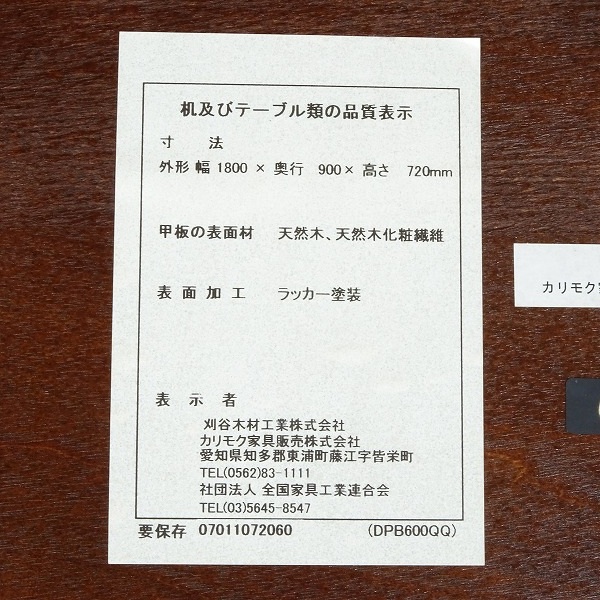 机及びテーブル類の品質表示
寸 法
外形 幅 1800 × 奥行 900× 高さ 720mm
甲板の表面材 天然木、天然木化粧繊維
表面加工 ラッカー塗装
表示者
刈谷木材工業株式会社
カリモク家具販売株式会社
愛知県知多郡東浦町藤江字皆栄町
TEL(0562)83-1111
社団法人 全国家具工業連合会
TEL(03)5645-8547
要保存 07011072060 (DPB600QQ)
カリモク